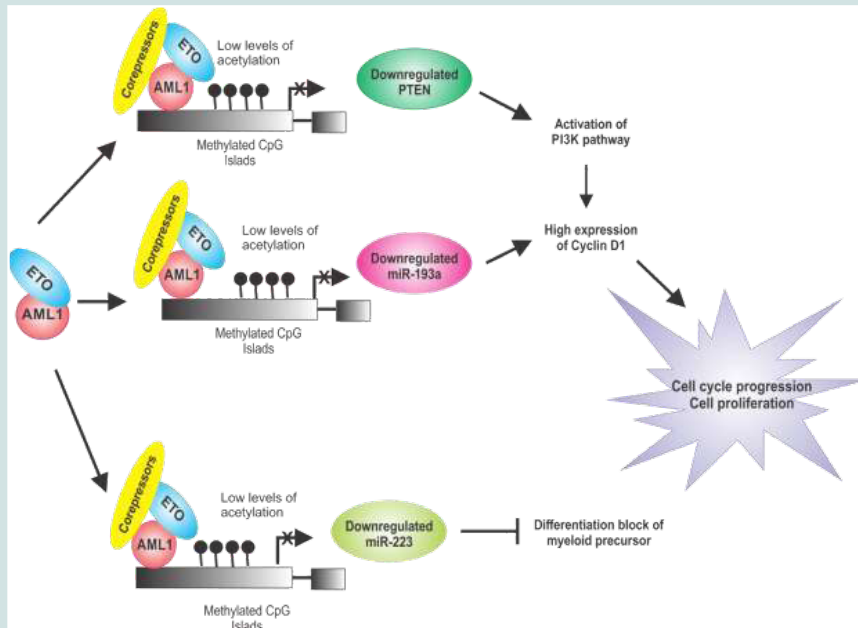 Corepressors
ETO
AML1
Low levels of
acetylation
Methylated CpG
Islads
Downregulated
PTEN
Activation of
PI3K pathway
Corepressors
ETO
AML1
Low levels of
acetylation
Methylated CpG
Islads
Downregulated
miR-193a
High expression
of Cyclin D1
ETO
AML1
Cell cycle progression
Cell proliferation
Corepressors
ETO
AML1
Low levels of
acetylation
Methylated CpG
Islads
Downregulated
miR-223
Differentiation block of
myeloid precursor